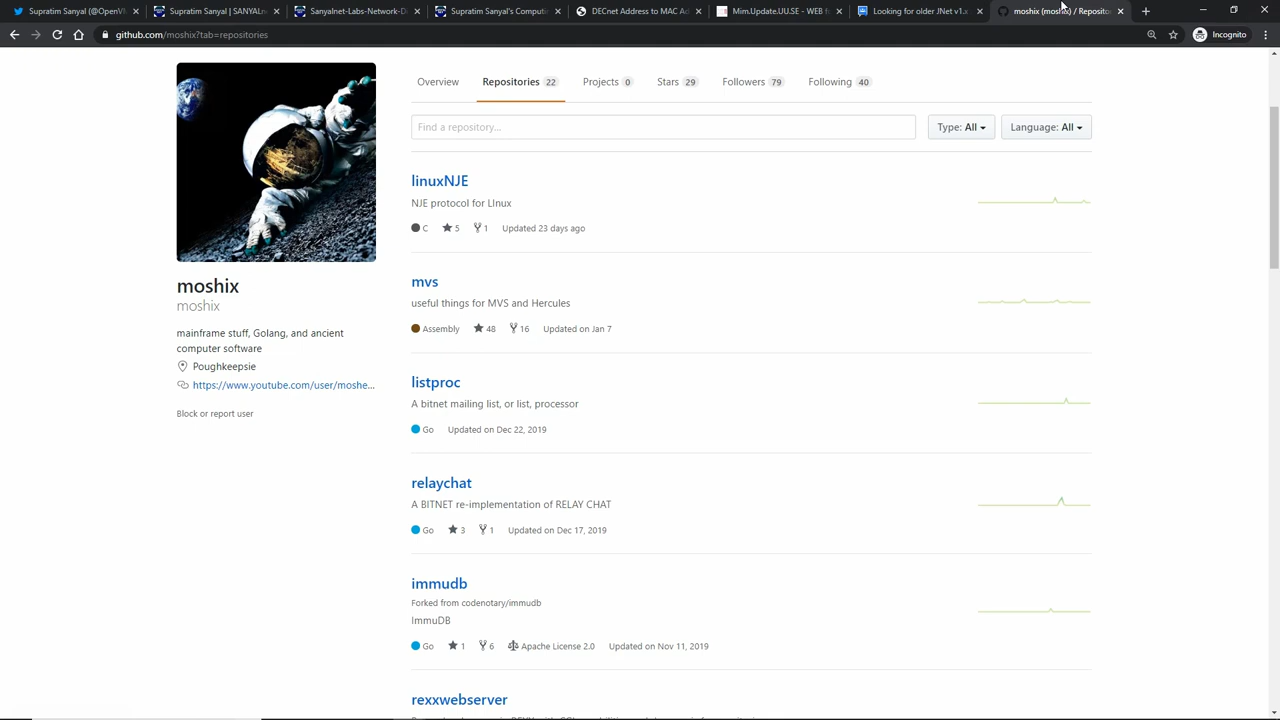 Supratim Sanyal (@OpenVM
Supratim Sanyal | SANYALne
Sanyalnet-Labs-Network-D
Supratim Sanyal's Compute
DECnet Address to MAC Ad
Mim.Update.UU.SE - WEB f
Looking for older JNet v1.x
moshix (moshix) / Reposito
github.com/moshix?tab=repositories
Incognito
Overview
Repositories 22
Projects 0
Stars 29
Followers 79
Following 40
Find a repository...
Type: All
Language: All
linuxNJE
NJE protocol for LInux
C 5 1 Updated 23 days ago
mvs
useful things for MVS and Hercules
Assembly 48 16 Updated on Jan 7
listproc
A bitnet mailing list, or list, processor
Go Updated on Dec 22, 2019
relaychat
A BITNET re-implementation of RELAY CHAT
Go 3 1 Updated on Dec 17, 2019
immudb
Forked from codenotary/immudb
ImmuDB
Go 1 6 Apache License 2.0 Updated on Nov 11, 2019
rexxwebserver
moshix
moshix
mainframe stuff, Golang, and ancient
computer software
Poughkeepsie
https://www.youtube.com/user/moshe...
Block or report user